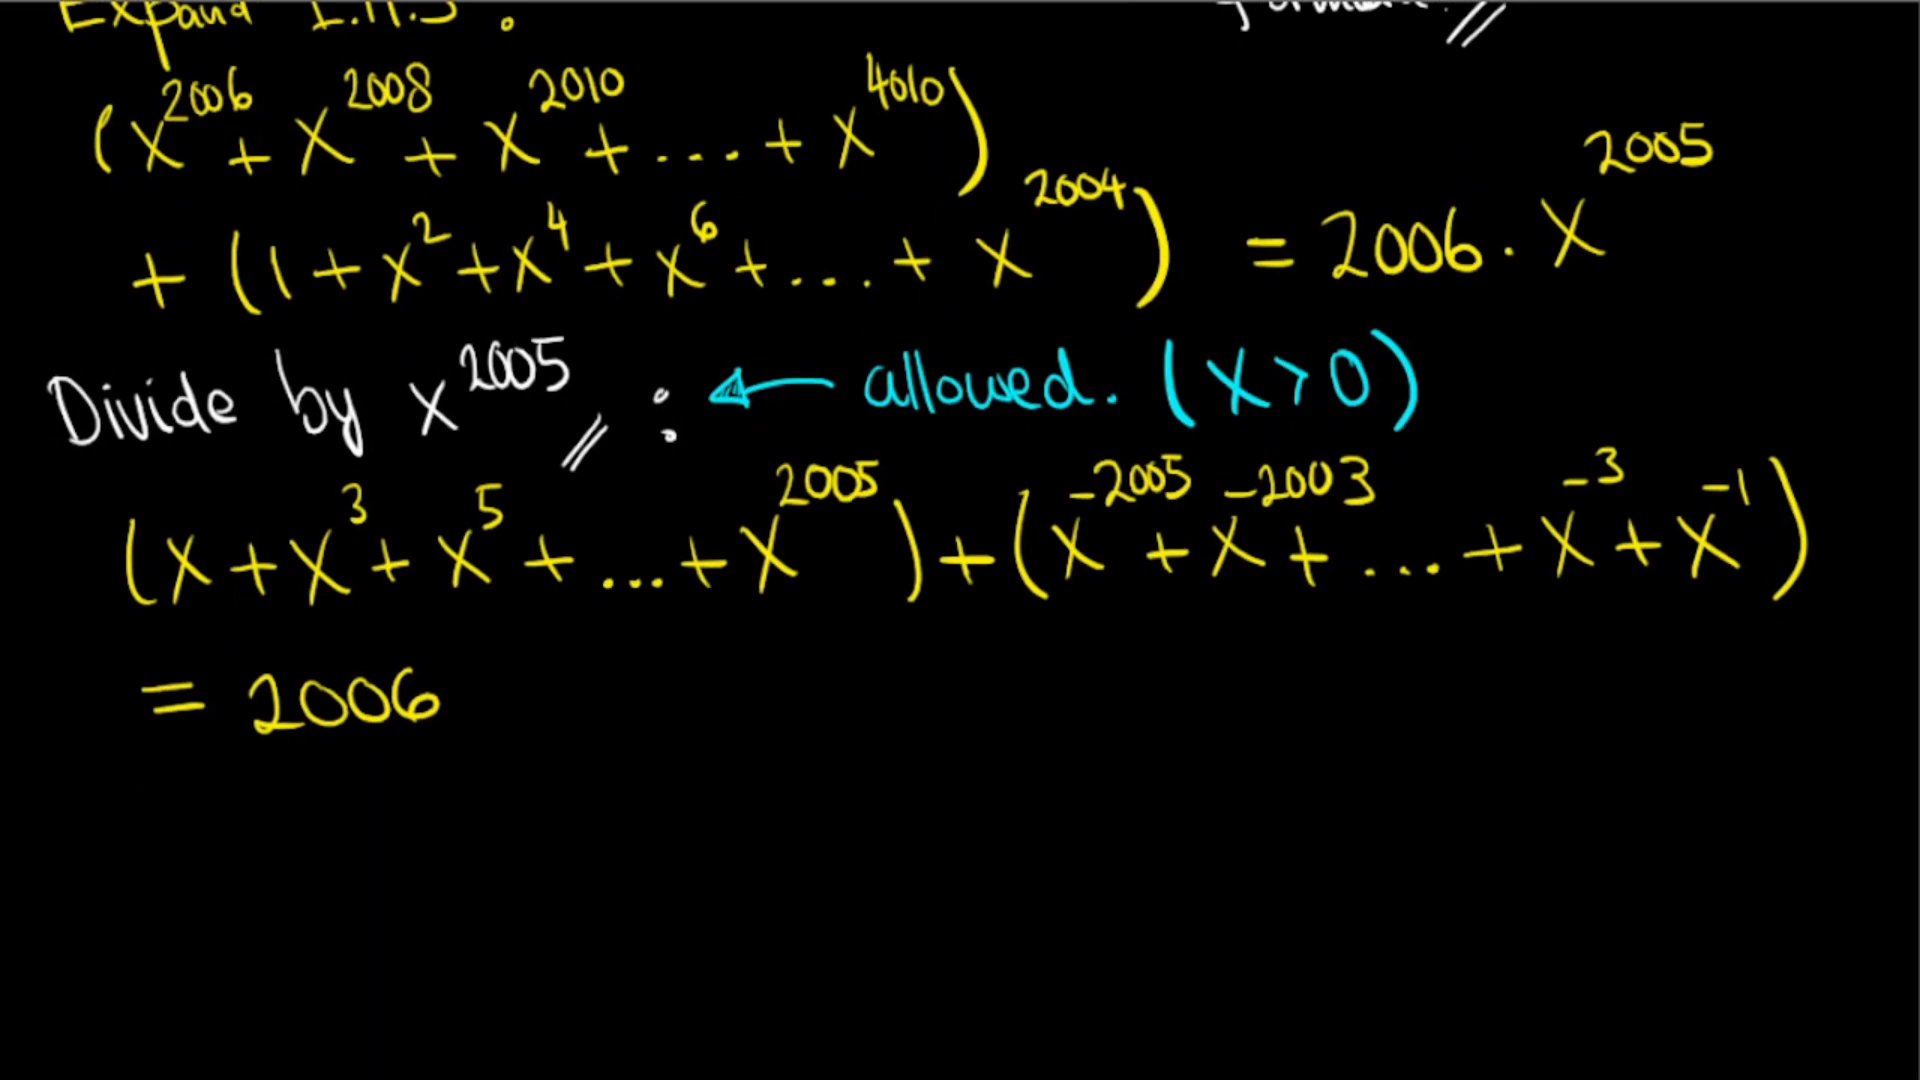 Expand L.H.S :
(x^2006 + x^2008 + x^2010 + ... + x^4010)
+ (1 + x^2 + x^4 + x^6 + ... + x^2004) = 2006 · x^2005
Divide by x^2005 : ← allowed. (x > 0)
(x + x^3 + x^5 + ... + x^2005) + (x^-2005 + x^-2003 + ... + x^-3 + x^-1)
= 2006